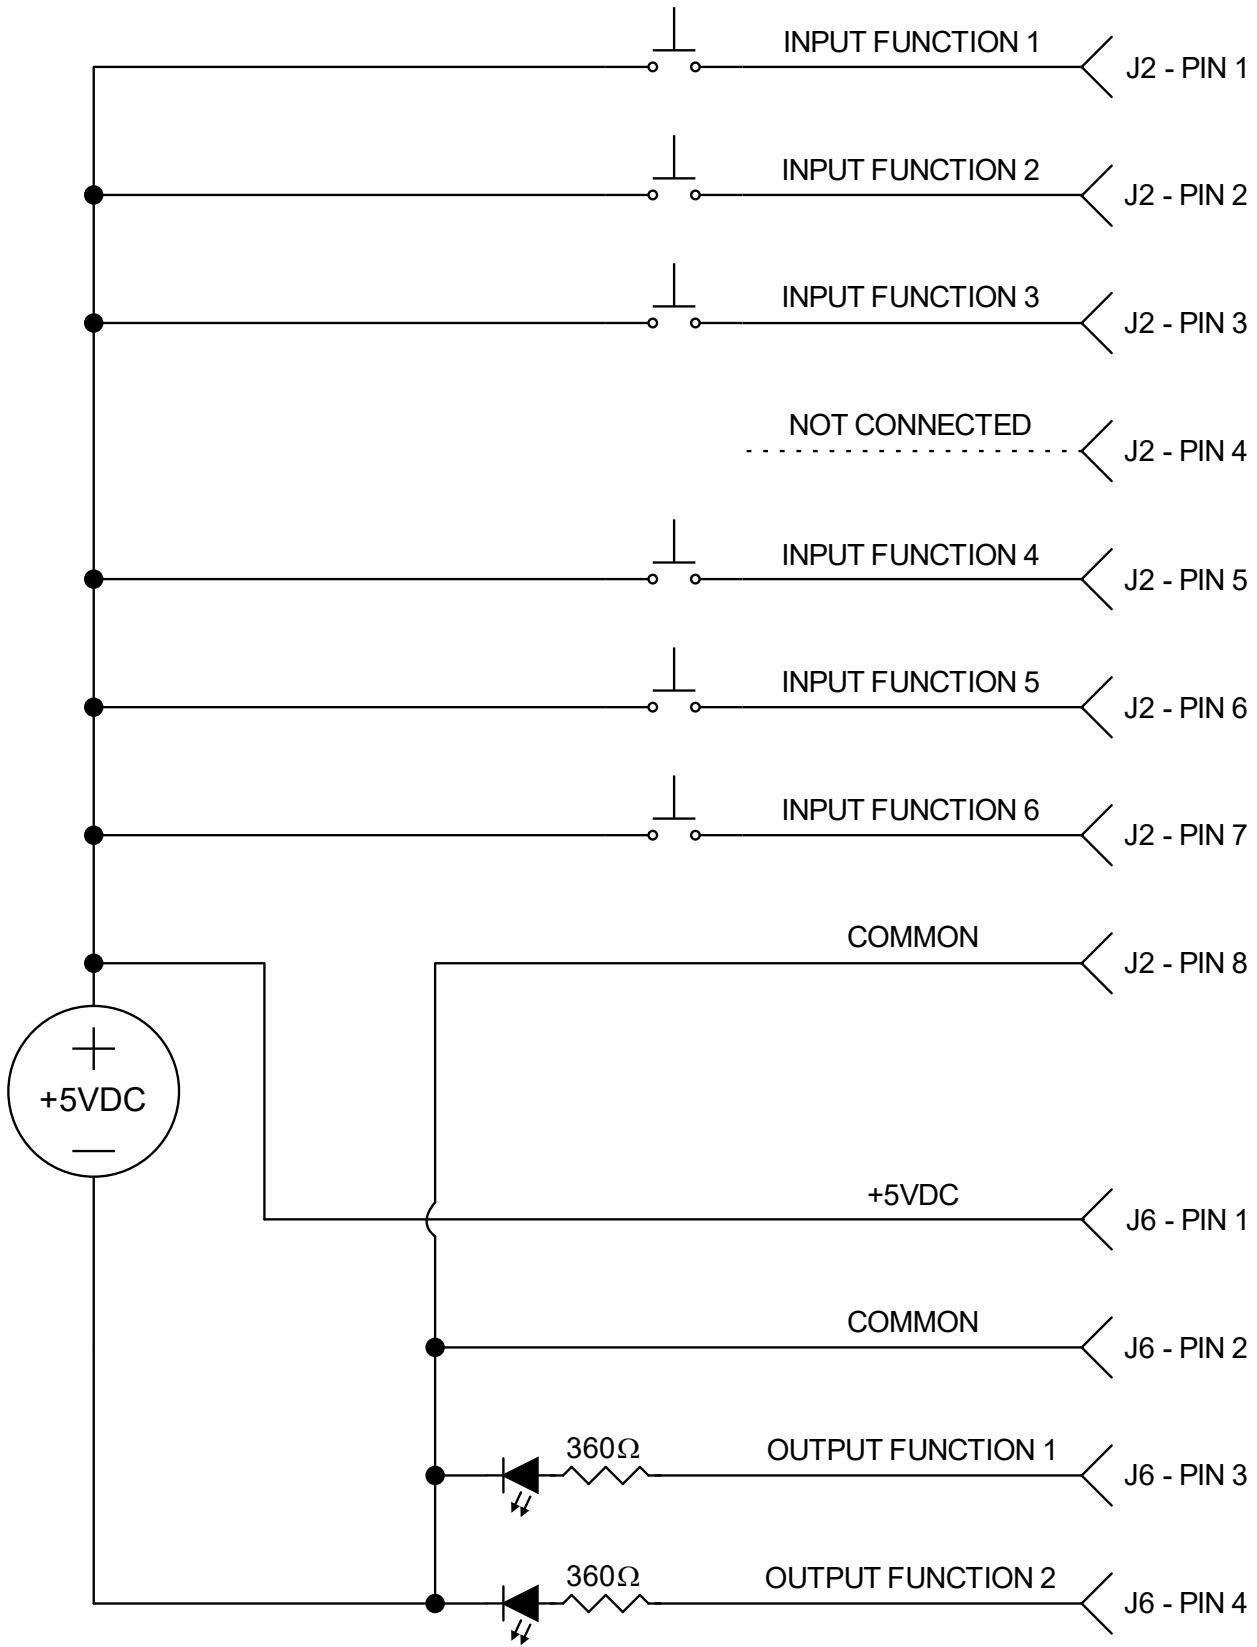 INPUT FUNCTION 1
J2 - PIN 1
INPUT FUNCTION 2
J2 - PIN 2
INPUT FUNCTION 3
J2 - PIN 3
NOT CONNECTED
J2 - PIN 4
INPUT FUNCTION 4
J2 - PIN 5
INPUT FUNCTION 5
J2 - PIN 6
INPUT FUNCTION 6
J2 - PIN 7
COMMON
J2 - PIN 8
+5VDC
+5VDC
J6 - PIN 1
COMMON
J6 - PIN 2
360Ω
OUTPUT FUNCTION 1
J6 - PIN 3
360Ω
OUTPUT FUNCTION 2
J6 - PIN 4